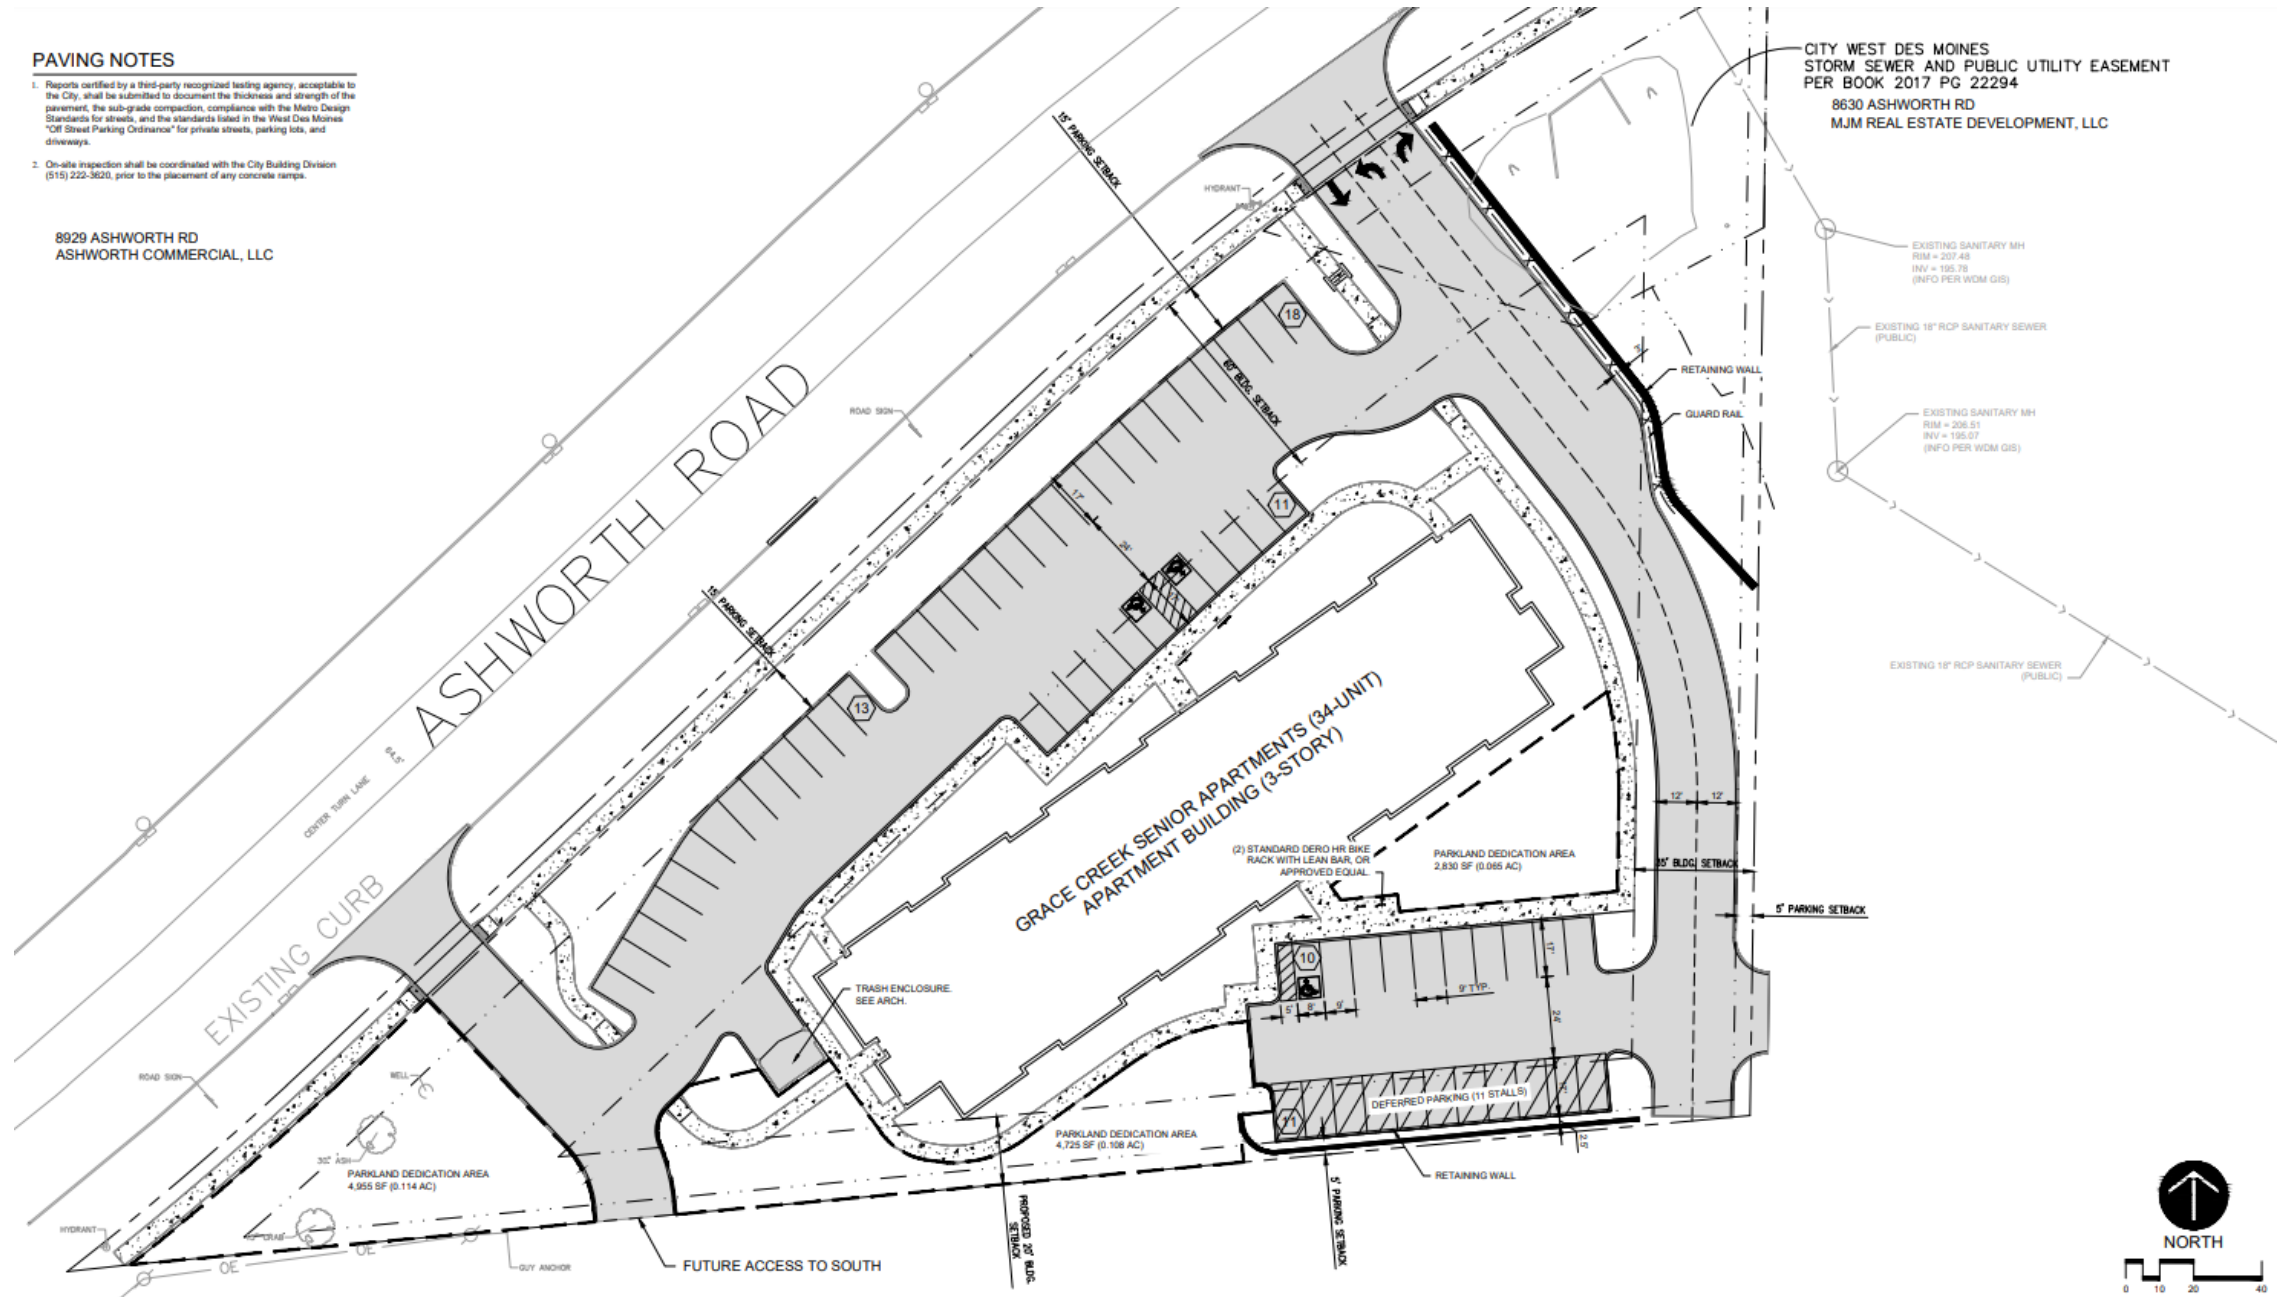 PAVING NOTES
1. Reports certified by a third-party recognized testing agency, acceptable to
the City, shall be submitted to document the thickness and strength of the
pavement, the sub-grade compaction, compliance with the Metro Design
Standards for streets, and the standards listed in the West Des Moines
"Off Street Parking Ordinance" for private streets, parking lots, and
driveways.
2. On-site inspection shall be coordinated with the City Building Division
(515) 222-3620, prior to the placement of any concrete ramps.
8929 ASHWORTH RD
ASHWORTH COMMERCIAL, LLC
CITY WEST DES MOINES
STORM SEWER AND PUBLIC UTILITY EASEMENT
PER BOOK 2017 PG 22294
8630 ASHWORTH RD
MJM REAL ESTATE DEVELOPMENT, LLC
15' PARKING SETBACK
HYDRANT
EXISTING SANITARY MH
RIM = 207.48
INV = 195.78
(INFO PER WDM GIS)
18
EXISTING 18" RCP SANITARY SEWER
(PUBLIC)
60' BLDG. SETBACK
RETAINING WALL
GUARD RAIL
ROAD SIGN
EXISTING SANITARY MH
RIM = 206.51
INV = 195.07
(INFO PER WDM GIS)
ASHWORTH ROAD
17'
11
24'
15' PARKING SETBACK
EXISTING 18" RCP SANITARY SEWER
(PUBLIC)
13
GRACE CREEK SENIOR APARTMENTS (34-UNIT)
APARTMENT BUILDING (3-STORY)
64.5'
CENTER TURN LANE
12'
12'
(2) STANDARD DERO HR BIKE
RACK WITH LEAN BAR, OR
APPROVED EQUAL.
PARKLAND DEDICATION AREA
2,830 SF (0.065 AC)
35' BLDG. SETBACK
5' PARKING SETBACK
EXISTING CURB
TRASH ENCLOSURE.
SEE ARCH.
10
17'
9' TYP.
5'
8'
9'
24'
ROAD SIGN
WELL
DEFERRED PARKING (11 STALLS)
11
17'
2.5'
30" ASH
PARKLAND DEDICATION AREA
4,955 SF (0.114 AC)
PARKLAND DEDICATION AREA
4,725 SF (0.108 AC)
RETAINING WALL
5' PARKING SETBACK
PROPOSED 20' BLDG.
SETBACK
HYDRANT
CRAB
OE
OE
GUY ANCHOR
FUTURE ACCESS TO SOUTH
NORTH
0 10 20 40